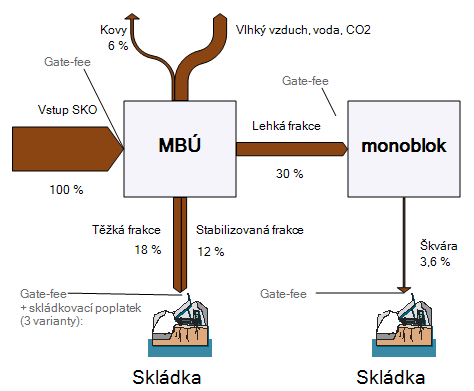 Kovy
6 %
Vlhký vzduch, voda, CO2
Gate-fee
Gate-fee
Vstup SKO
Lehká frakce
MBÚ
monoblok
100 %
30 %
Těžká frakce
18 %
Stabilizovaná frakce
12 %
Škvára
3,6 %
Gate-fee
+ skládkovací poplatek
(3 varianty):
Gate-fee
Skládka
Skládka